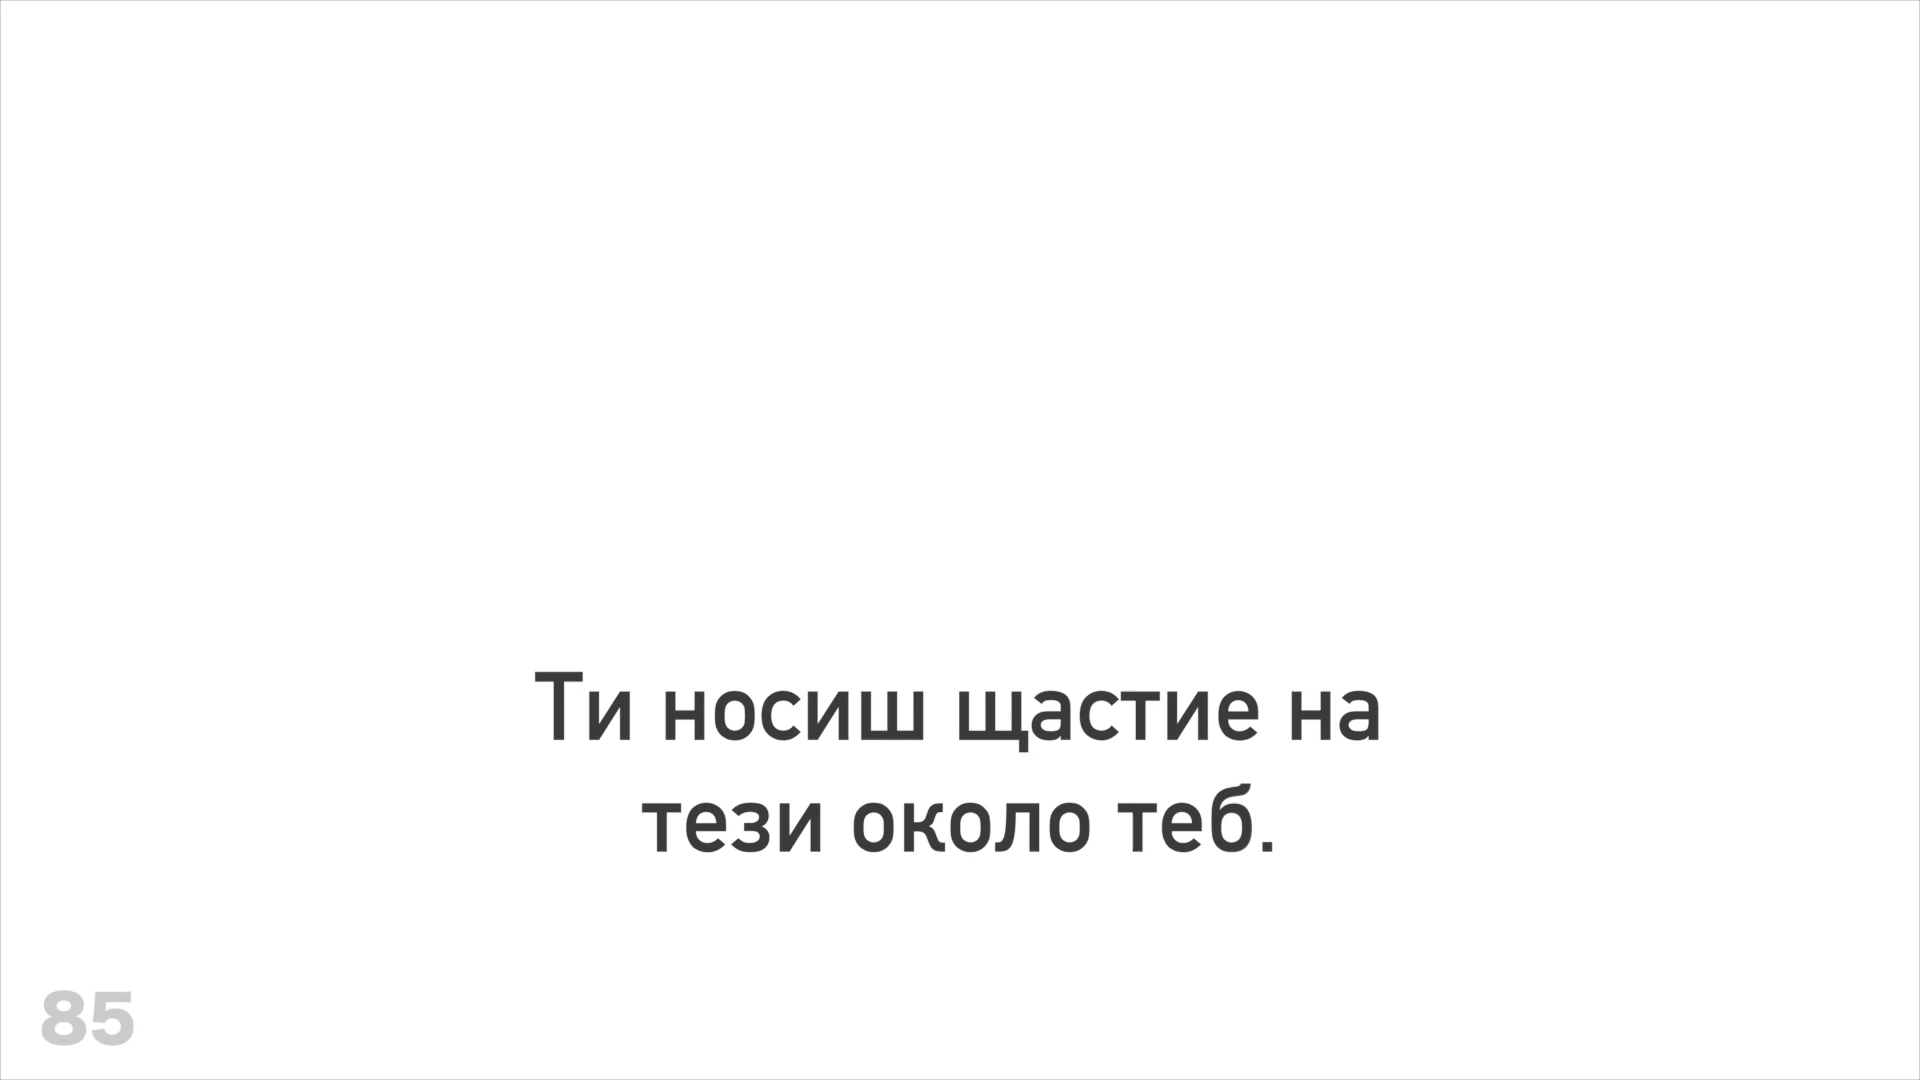 Ти носиш щастие на
тези около теб.
85